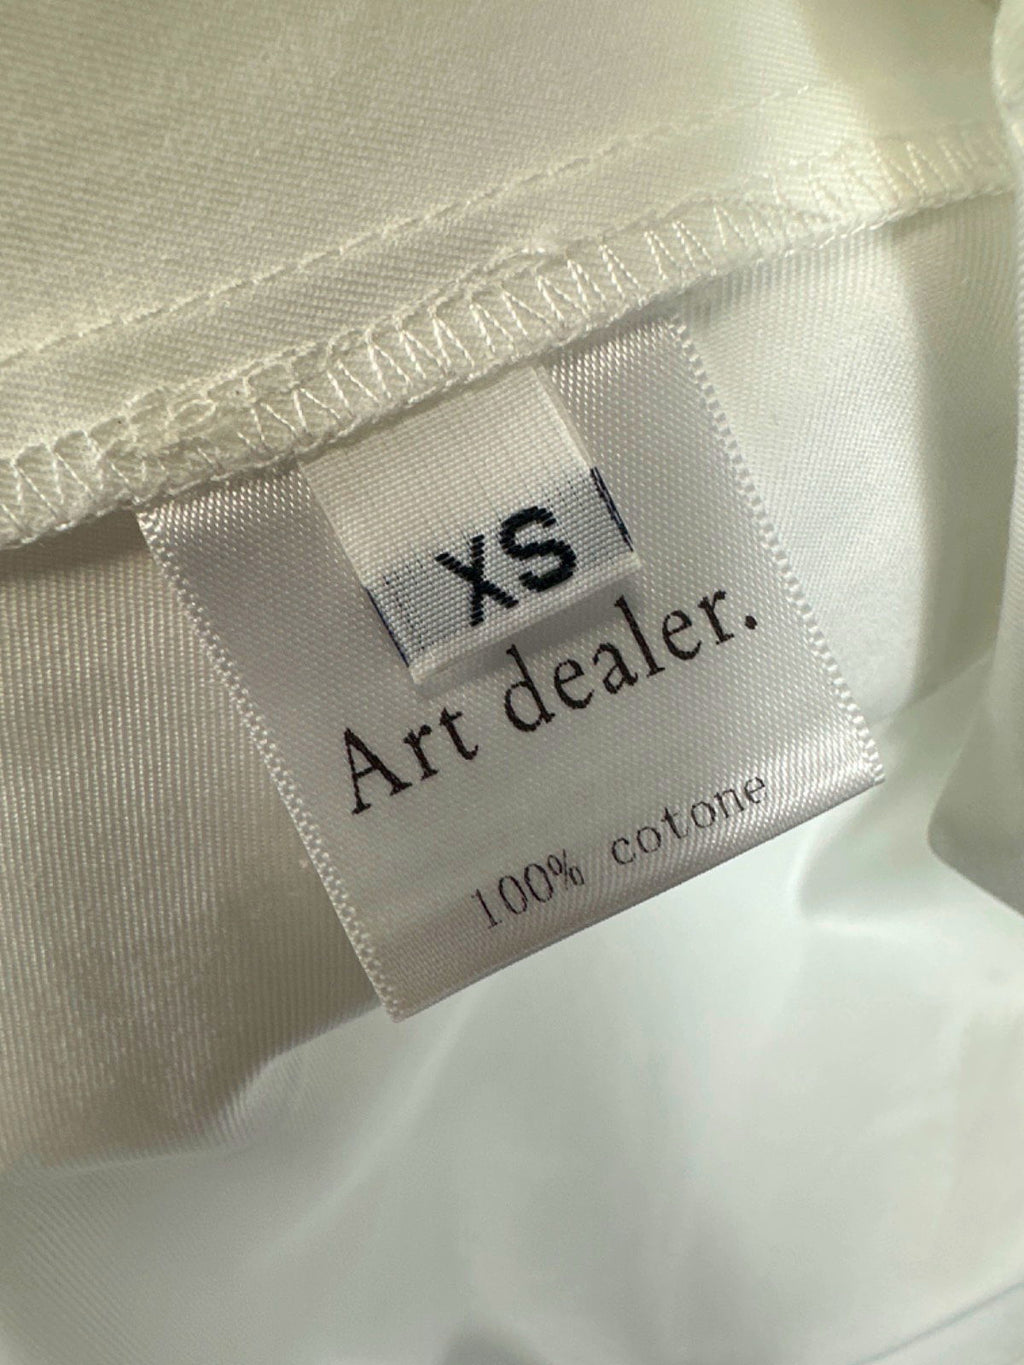 XS
Art dealer.
100% cotone